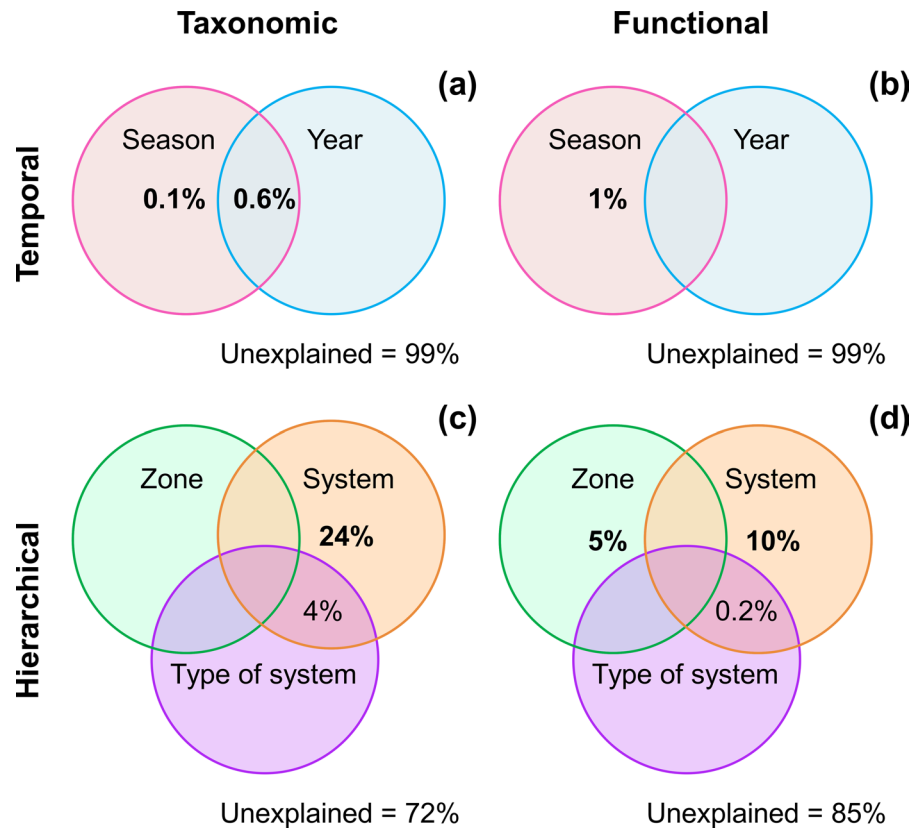 Taxonomic
Functional
Temporal
(a)
Season
Year
0.1%
0.6%
Unexplained = 99%
(b)
Season
Year
1%
Unexplained = 99%
Hierarchical
(c)
Zone
System
24%
4%
Type of system
Unexplained = 72%
(d)
Zone
System
5%
10%
0.2%
Type of system
Unexplained = 85%